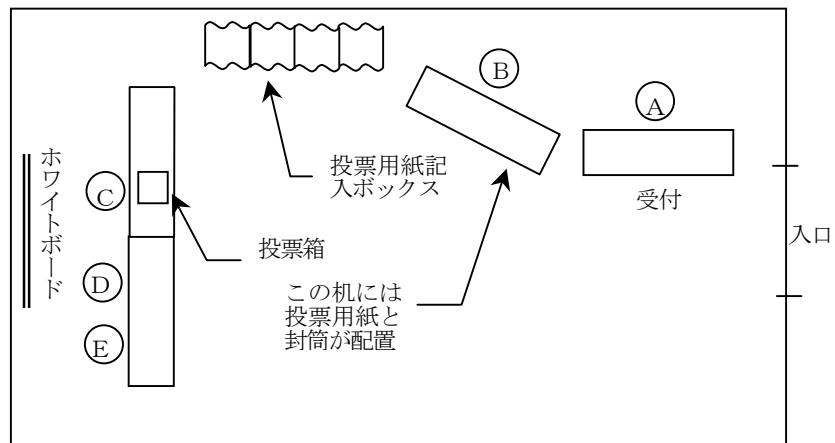 B
A
ホワイトボード
投票用紙記
入ボックス
C
受付
入口
投票箱
D
この机には
投票用紙と
封筒が配置
E